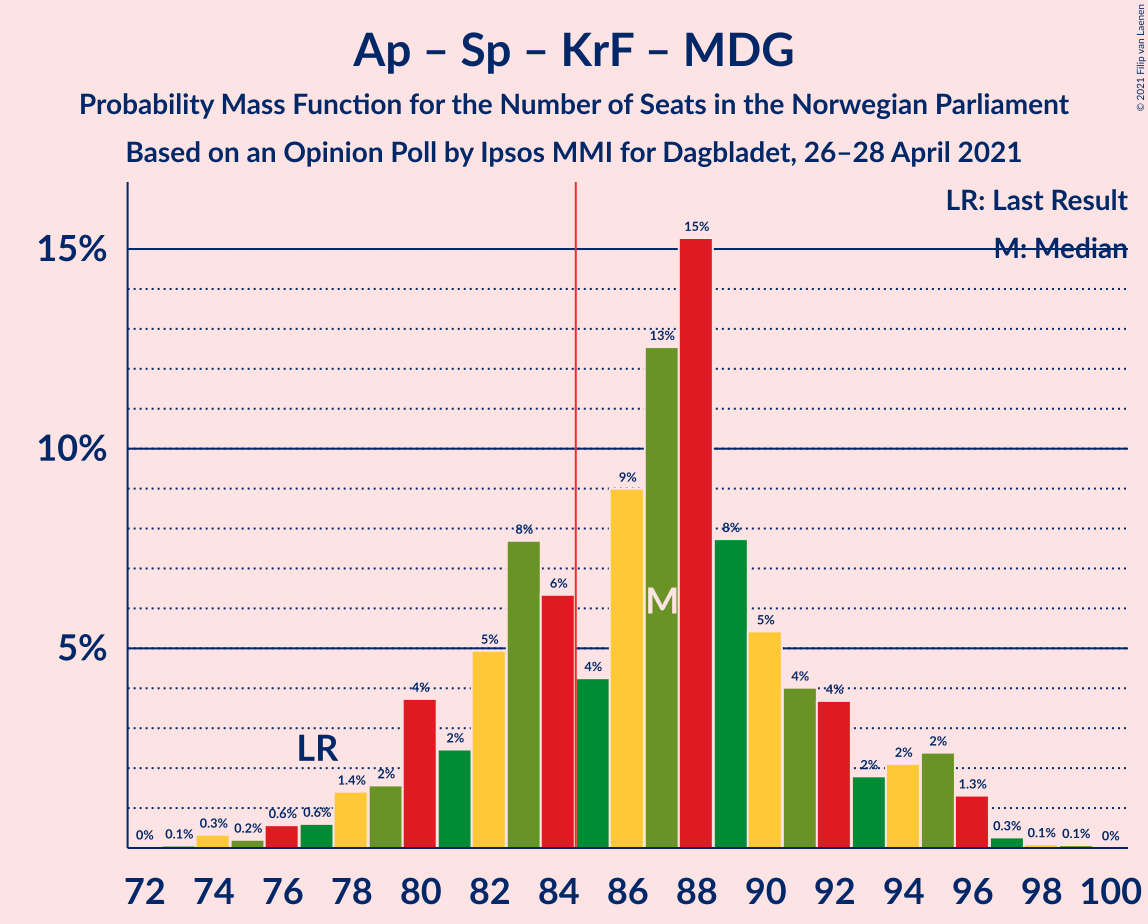 Ap – Sp – KrF – MDG
Probability Mass Function for the Number of Seats in the Norwegian Parliament
Based on an Opinion Poll by Ipsos MMI for Dagbladet, 26–28 April 2021
© 2021 Filip van Laenen
LR: Last Result
M: Median
15%
10%
5%
0% 0.1% 0.3% 0.2% 0.6% 0.6% 1.4% 2% 4% 2% 5% 8% 6% 4% 9% 13% 15% 8% 5% 4% 4% 2% 2% 2% 1.3% 0.3% 0.1% 0.1% 0%
LR
M
72 74 76 78 80 82 84 86 88 90 92 94 96 98 100